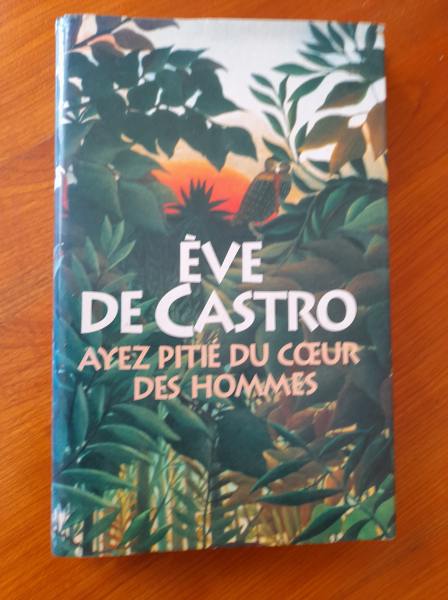 ÈVE
DE CASTRO
AYEZ PITIÉ DU CŒUR
DES HOMMES